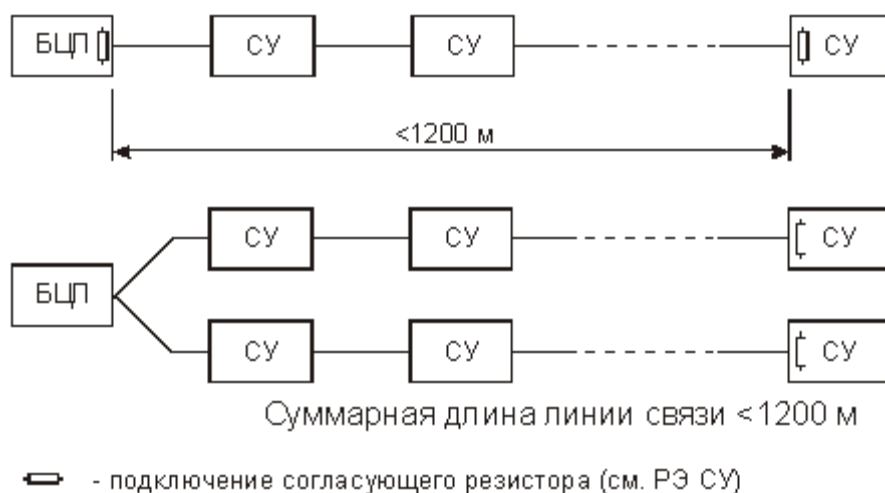 БЦП СУ СУ СУ
<1200 м
СУ СУ СУ
БЦП
СУ СУ СУ
Суммарная длина линии связи <1200 м
- подключение согласующего резистора (см. РЭ СУ)